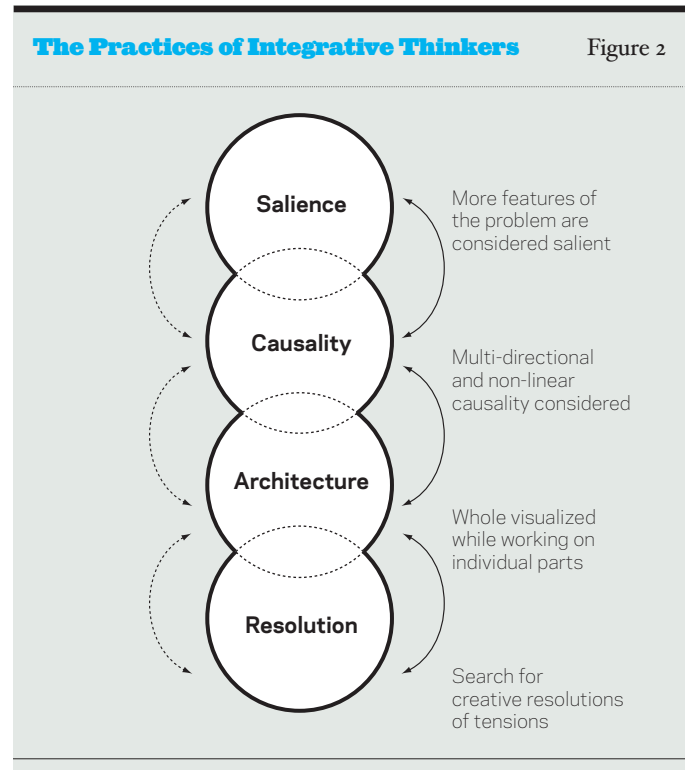 The Practices of Integrative Thinkers Figure 2
Salience
More features of
the problem are
considered salient
Causality
Multi-directional
and non-linear
causality considered
Architecture
Whole visualized
while working on
individual parts
Resolution
Search for
creative resolutions
of tensions